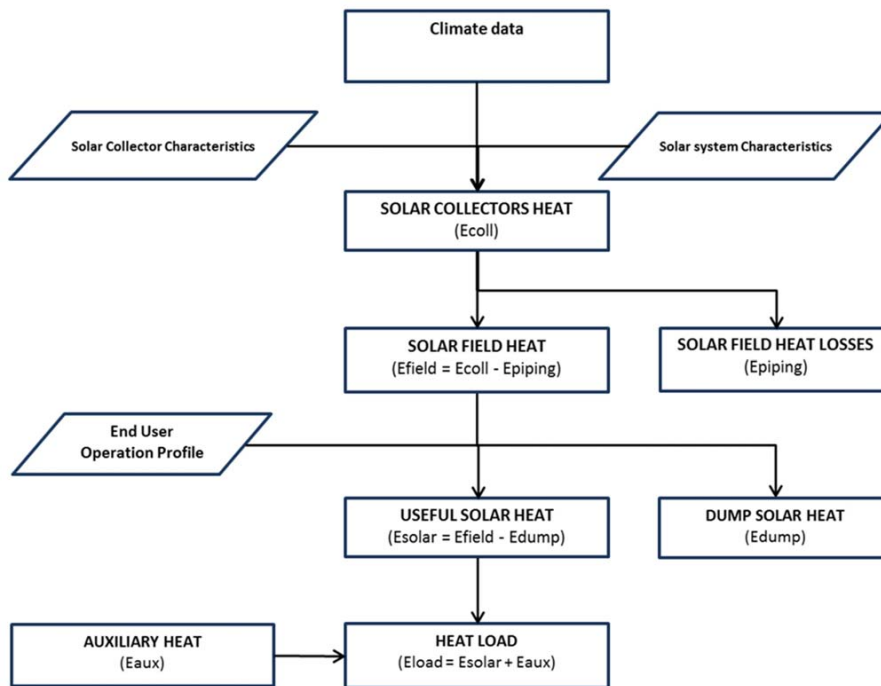 Climate data
Solar Collector Characteristics
Solar system Characteristics
SOLAR COLLECTORS HEAT
(Ecoll)
SOLAR FIELD HEAT
(Efield = Ecoll - Epiping)
SOLAR FIELD HEAT LOSSES
(Epiping)
End User
Operation Profile
USEFUL SOLAR HEAT
(Esolar = Efield - Edump)
DUMP SOLAR HEAT
(Edump)
AUXILIARY HEAT
(Eaux)
HEAT LOAD
(Eload = Esolar + Eaux)